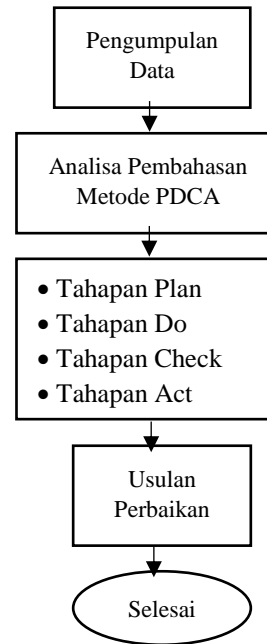 Pengumpulan
Data
Analisa Pembahasan
Metode PDCA
• Tahapan Plan
• Tahapan Do
• Tahapan Check
• Tahapan Act
Usulan
Perbaikan
Selesai